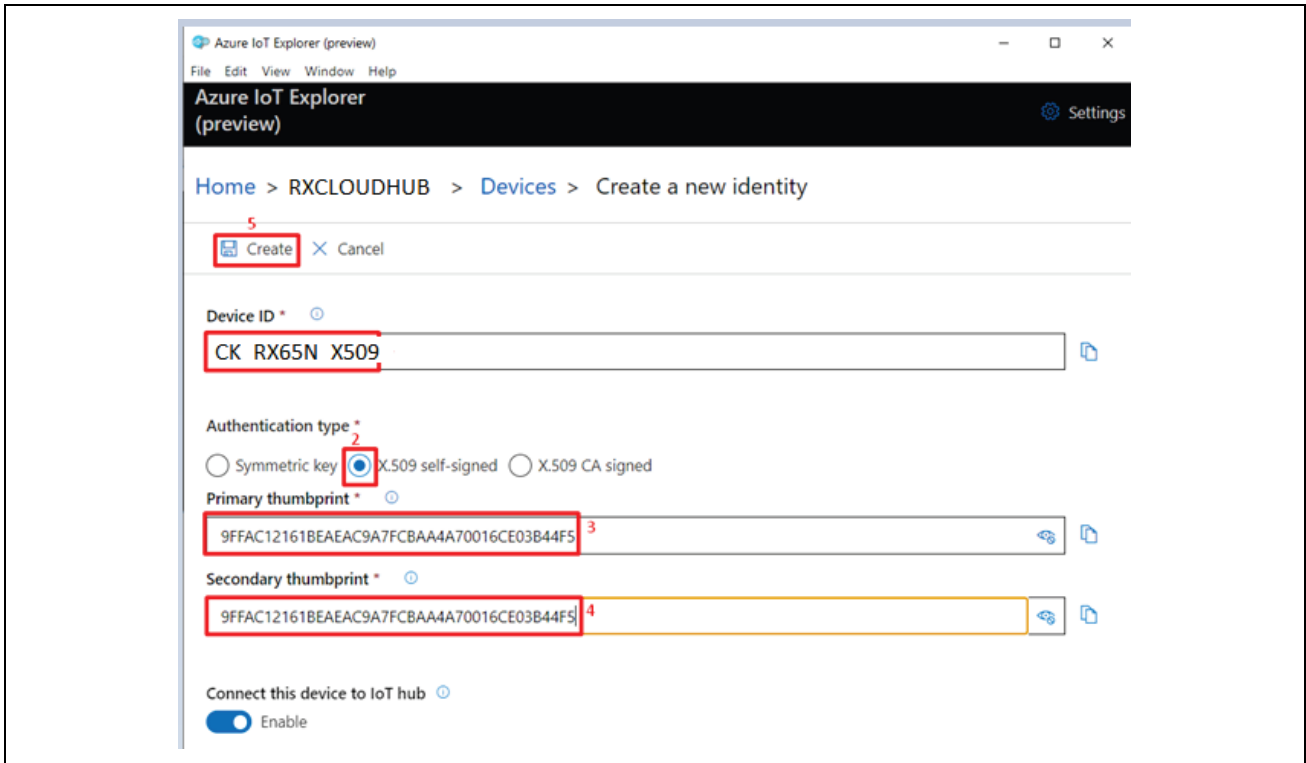 Azure IoT Explorer (preview)
File Edit View Window Help
Azure IoT Explorer
(preview)
Settings
Home > RXCLOUDHUB > Devices > Create a new identity
5
Create Cancel
Device ID *
CK RX65N X509
Authentication type *
2
Symmetric key X.509 self-signed X.509 CA signed
Primary thumbprint *
9FFAC12161BEAEAC9A7FCBAA4A70016CE03B44F5 3
Secondary thumbprint *
9FFAC12161BEAEAC9A7FCBAA4A70016CE03B44F5 4
Connect this device to IoT hub
Enable